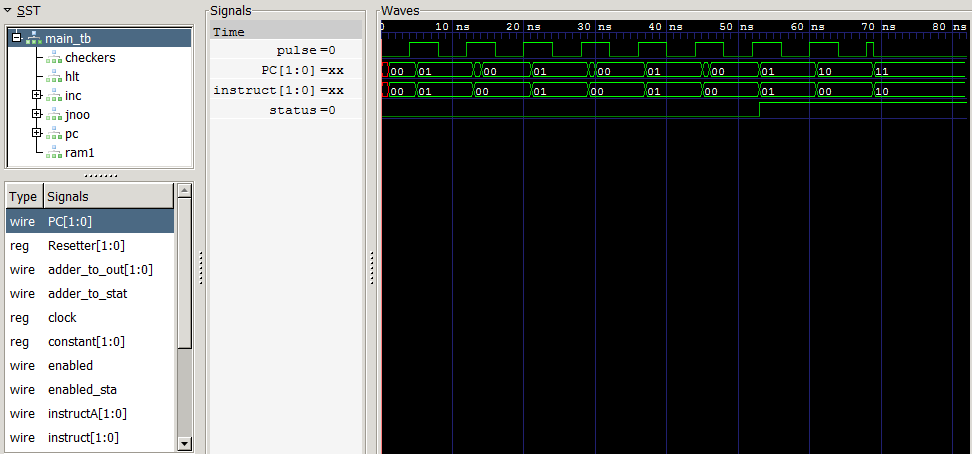 SST
main_tb
checkers
hlt
inc
jnoo
pc
ram1
Type Signals
wire PC[1:0]
reg Resetter[1:0]
wire adder_to_out[1:0]
wire adder_to_stat
reg clock
reg constant[1:0]
wire enabled
wire enabled_sta
wire instructA[1:0]
wire instruct[1:0]
Signals
Time
pulse=0
PC[1:0]=xx
instruct[1:0]=xx
status=0
Waves
0 10 ns 20 ns 30 ns 40 ns 50 ns 60 ns 70 ns 80 ns
00 01 00 01 00 01 00 01 10 11
00 01 00 01 00 01 00 01 00 10